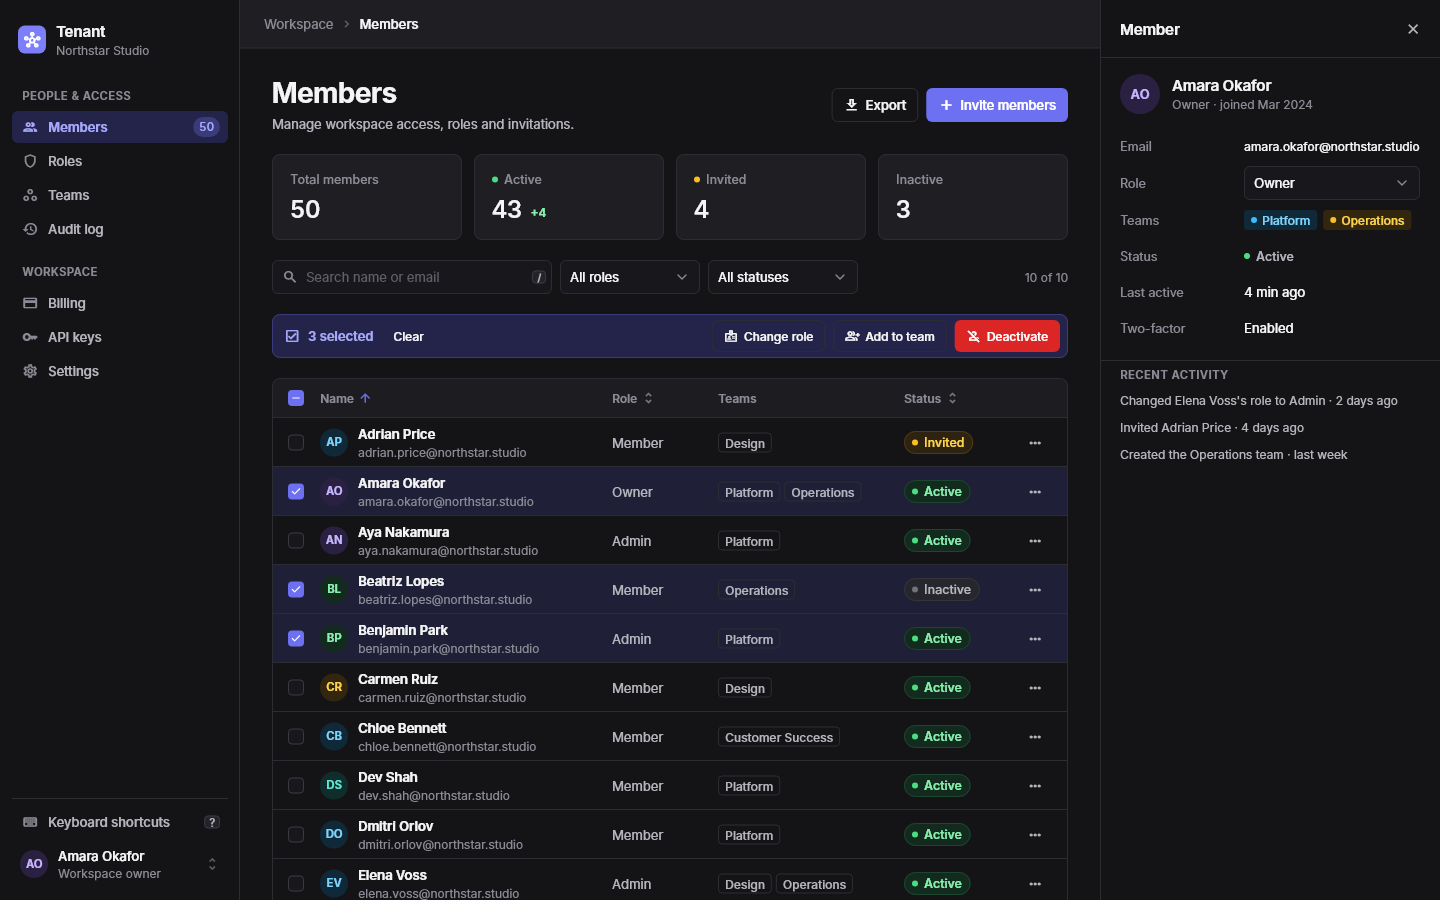 Tenant
Northstar Studio
PEOPLE & ACCESS
Members 50
Roles
Teams
Audit log
WORKSPACE
Billing
API keys
Settings
Keyboard shortcuts ?
AO Amara Okafor
Workspace owner
Workspace › Members
Members
Manage workspace access, roles and invitations.
Export
Invite members
Total members
50
Active
43 +4
Invited
4
Inactive
3
Search name or email /
All roles
All statuses
10 of 10
3 selected Clear
Change role
Add to team
Deactivate
Name Role Teams Status
AP Adrian Price
adrian.price@northstar.studio
Member Design Invited
AO Amara Okafor
amara.okafor@northstar.studio
Owner Platform Operations Active
AN Aya Nakamura
aya.nakamura@northstar.studio
Admin Platform Active
BL Beatriz Lopes
beatriz.lopes@northstar.studio
Member Operations Inactive
BP Benjamin Park
benjamin.park@northstar.studio
Admin Platform Active
CR Carmen Ruiz
carmen.ruiz@northstar.studio
Member Design Active
CB Chloe Bennett
chloe.bennett@northstar.studio
Member Customer Success Active
DS Dev Shah
dev.shah@northstar.studio
Member Platform Active
DO Dmitri Orlov
dmitri.orlov@northstar.studio
Member Platform Active
EV Elena Voss
elena.voss@northstar.studio
Admin Design Operations Active
Member
AO Amara Okafor
Owner · joined Mar 2024
Email amara.okafor@northstar.studio
Role Owner
Teams Platform Operations
Status Active
Last active 4 min ago
Two-factor Enabled
RECENT ACTIVITY
Changed Elena Voss's role to Admin · 2 days ago
Invited Adrian Price · 4 days ago
Created the Operations team · last week